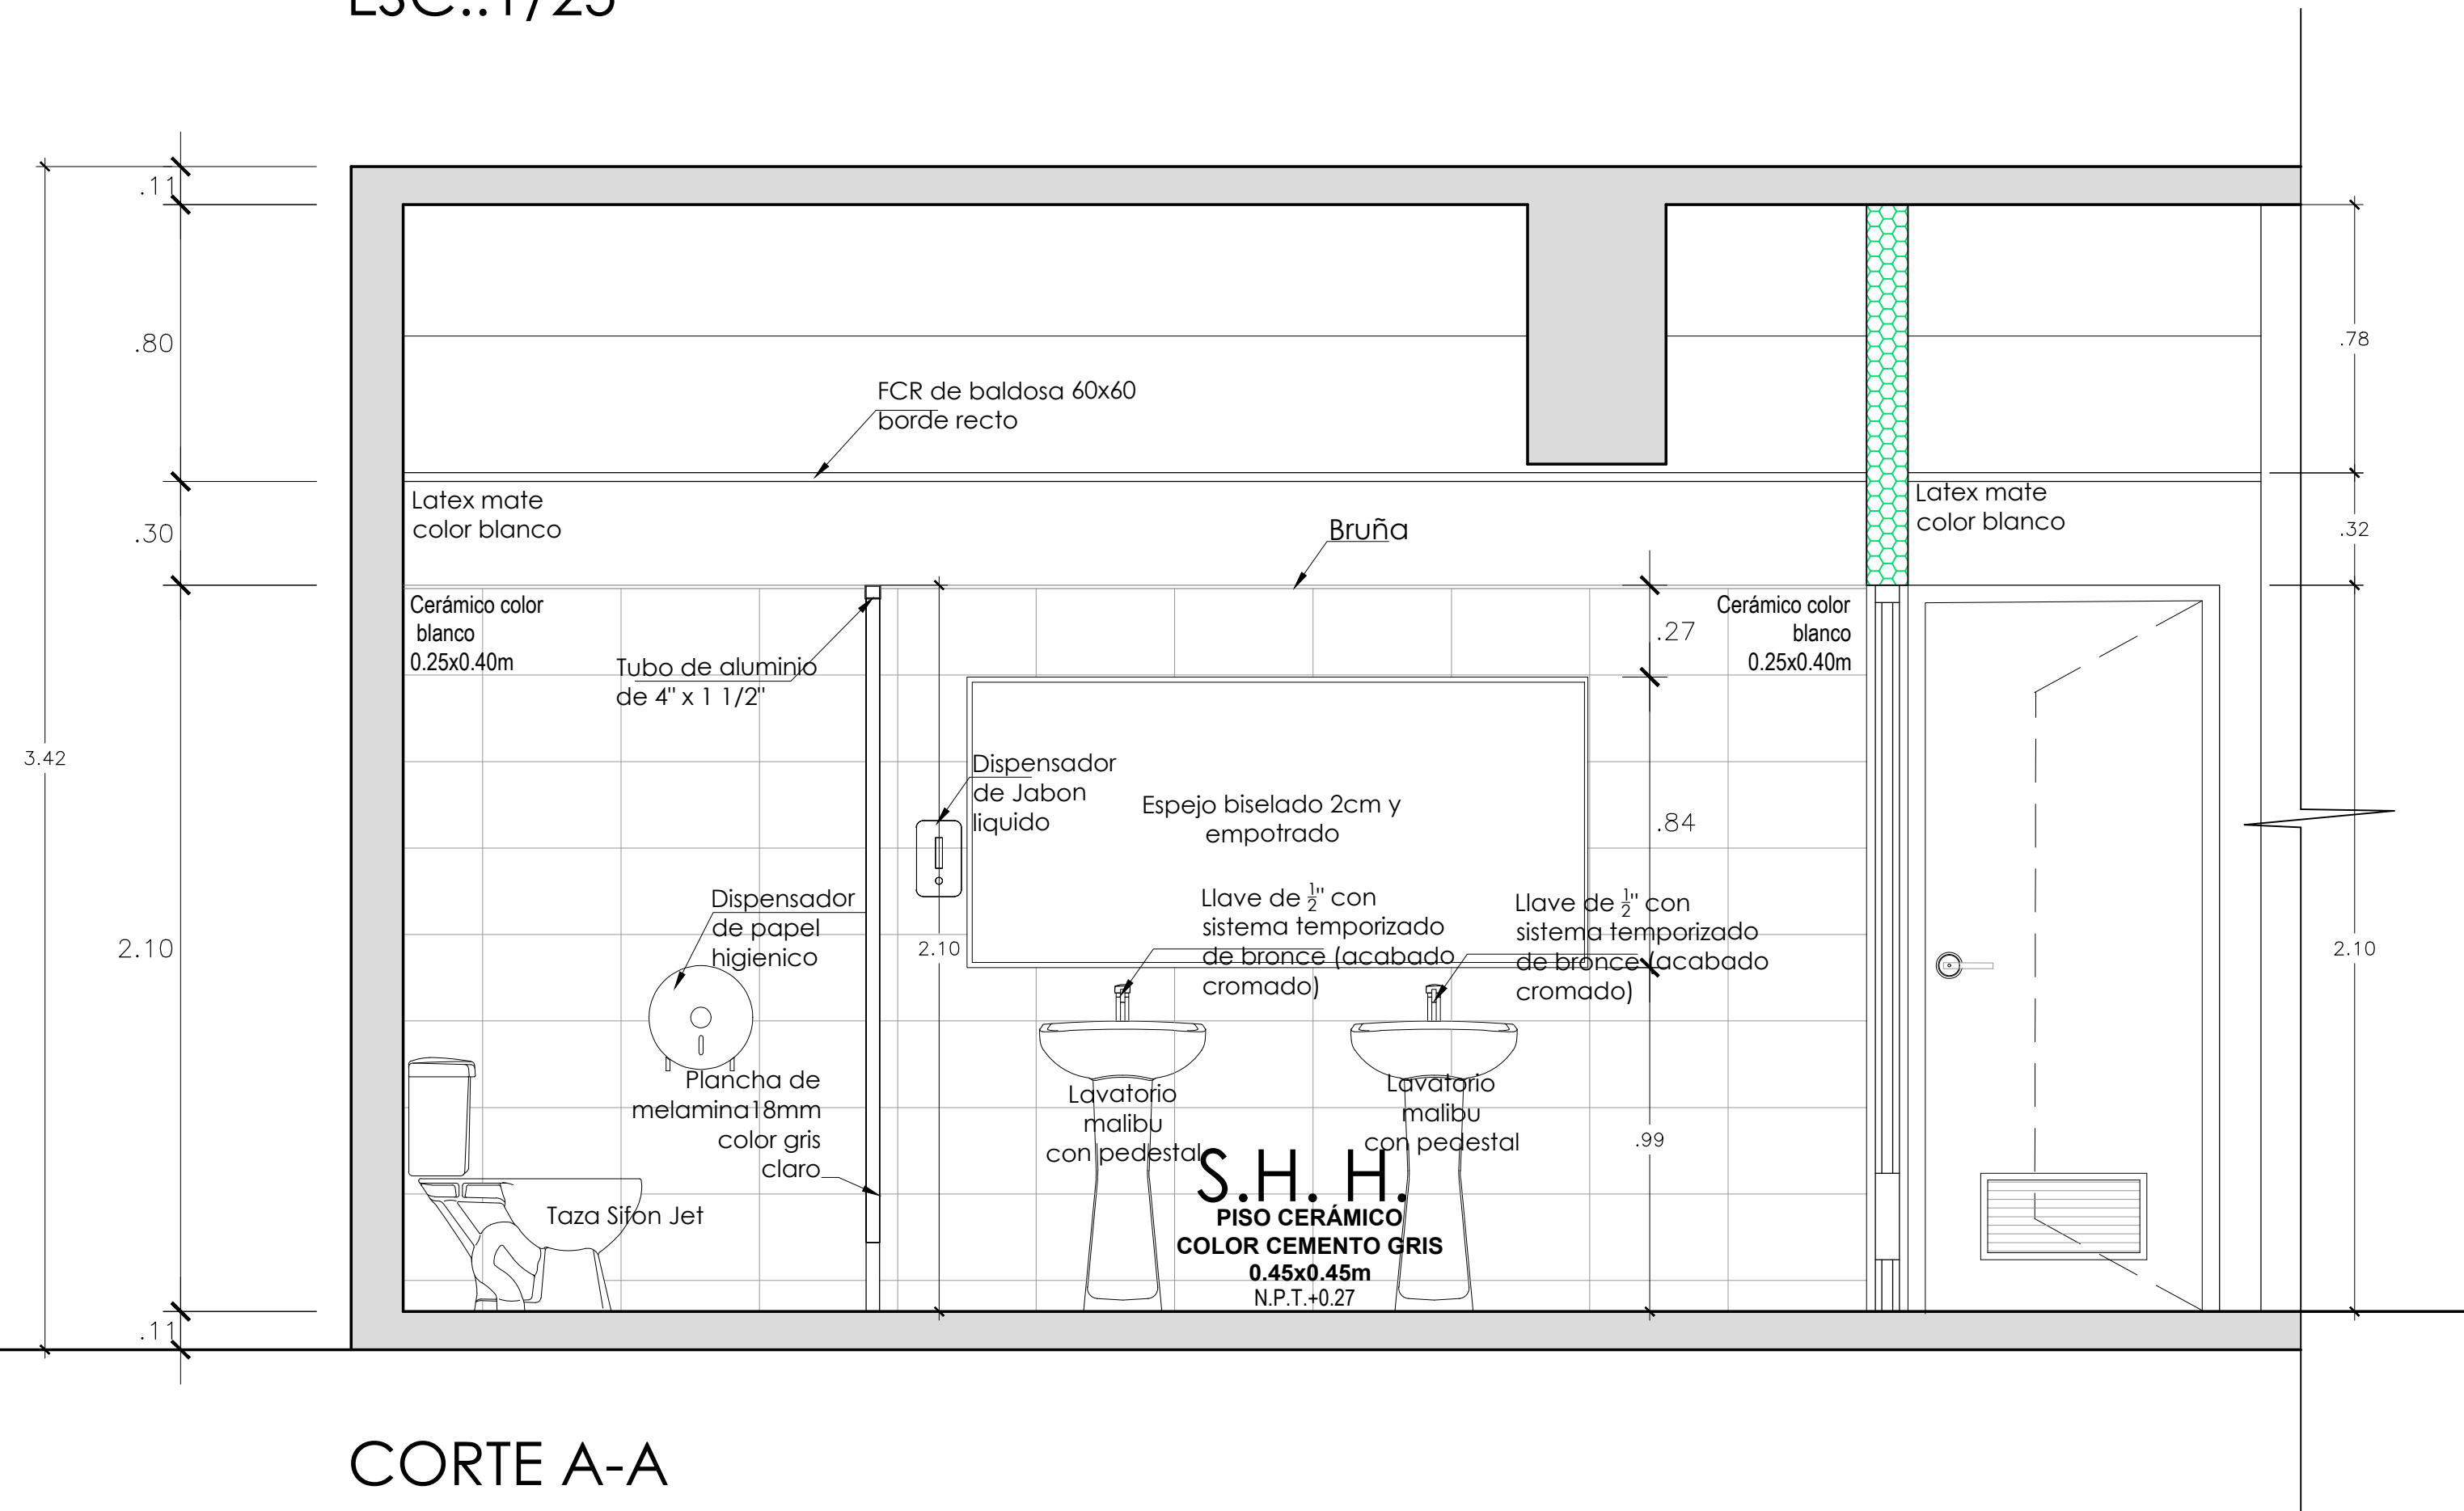 ESC.:1/25
.11
.80
.78
FCR de baldosa 60x60
borde recto
Latex mate
color blanco
Latex mate
color blanco
Bruña
.30
.32
Cerámico color
blanco
0.25x0.40m
Tubo de aluminio
de 4" x 1 1/2"
.27
Cerámico color
blanco
0.25x0.40m
3.42
Dispensador
de Jabon
liquido
Espejo biselado 2cm y
empotrado
.84
Dispensador
de papel
higienico
Llave de 1/2" con
sistema temporizado
de bronce (acabado
cromado)
Llave de 1/2" con
sistema temporizado
de bronce (acabado
cromado)
2.10
2.10
2.10
Plancha de
melamina18mm
color gris
claro
Lavatorio
malibu
con pedestal
Lavatorio
malibu
con pedestal
.99
S.H. H.
PISO CERÁMICO
COLOR CEMENTO GRIS
0.45x0.45m
N.P.T.+0.27
Taza Sifon Jet
.11
CORTE A-A